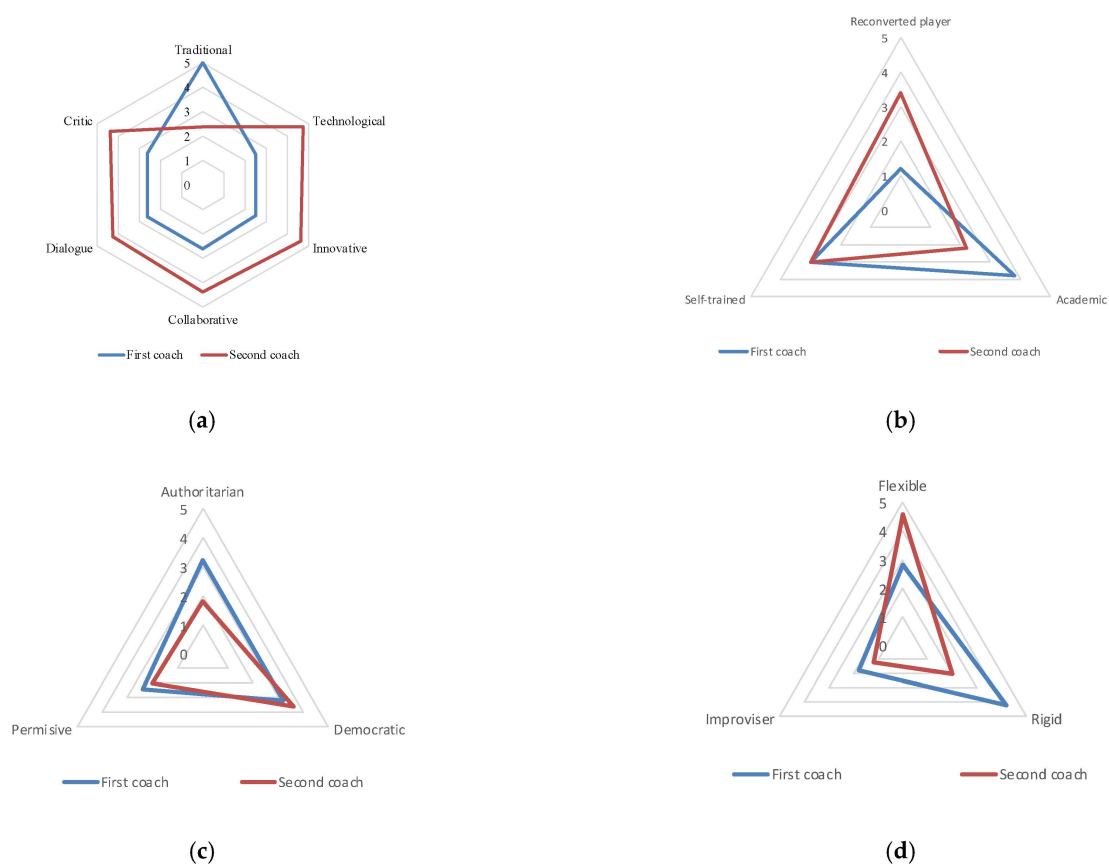 Traditional
5
4
3
2
1
0
Critic
Technological
Dialogue
Innovative
Collaborative
First coach
Second coach
(a)
Reconverted player
5
4
3
2
1
0
Self-trained
Academic
First coach
Second coach
(b)
Authoritarian
5
4
3
2
1
0
Permisive
Democratic
First coach
Second coach
(c)
Flexible
5
4
3
2
1
0
Improviser
Rigid
First coach
Second coach
(d)